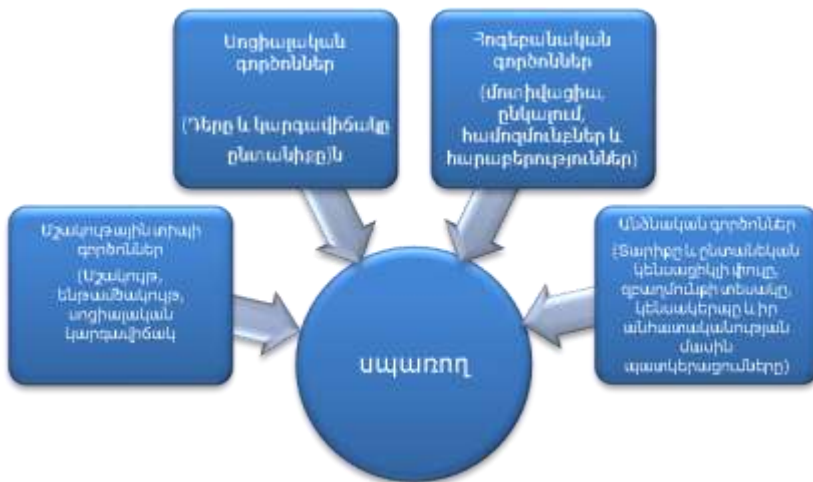 Սոցիալական
գործոններ
(Դերը և կարգավիճակը
ընտանիքը)ն
Հոգեբանական
գործոններ
(մոտիվացիա,
ընկալում,
համոզմունքներ և
հարաբերություններ)
Մշակութային տիպի
գործոններ
(Մշակույթ,
ենթամշակույթ,
սոցիալական
կարգավիճակ
Անձնական գործոններ
(Տարիքը և ընտանեկան
կենսացիկլի փուլը,
զբաղմունքի տեսակը,
կենսակերպը և իր
անհատականության
մասին
պատկերացումները)
սպառող